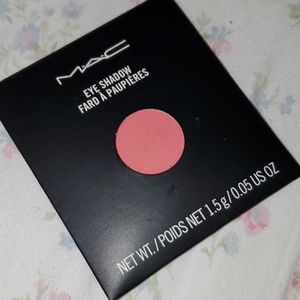 M·A·C
EYE SHADOW
FARD À PAUPIÈRES
NET WT./POIDS NET 1.5 g/0.05 US OZ